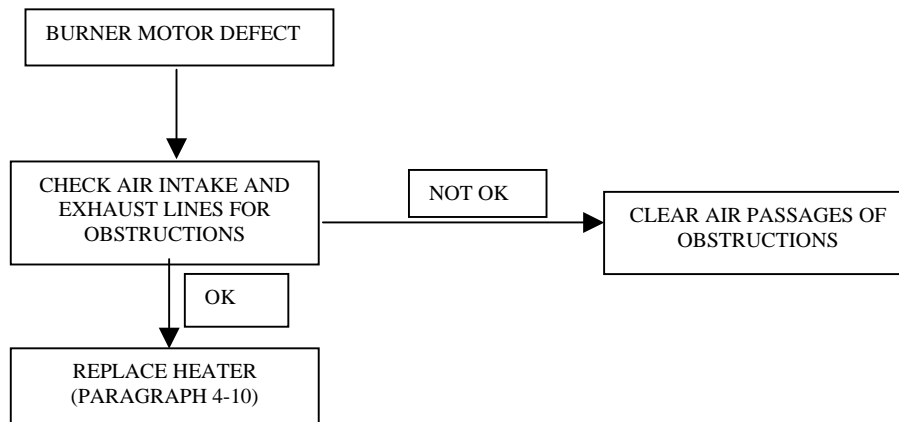 BURNER MOTOR DEFECT
CHECK AIR INTAKE AND
EXHAUST LINES FOR
OBSTRUCTIONS
NOT OK
CLEAR AIR PASSAGES OF
OBSTRUCTIONS
OK
REPLACE HEATER
(PARAGRAPH 4-10)